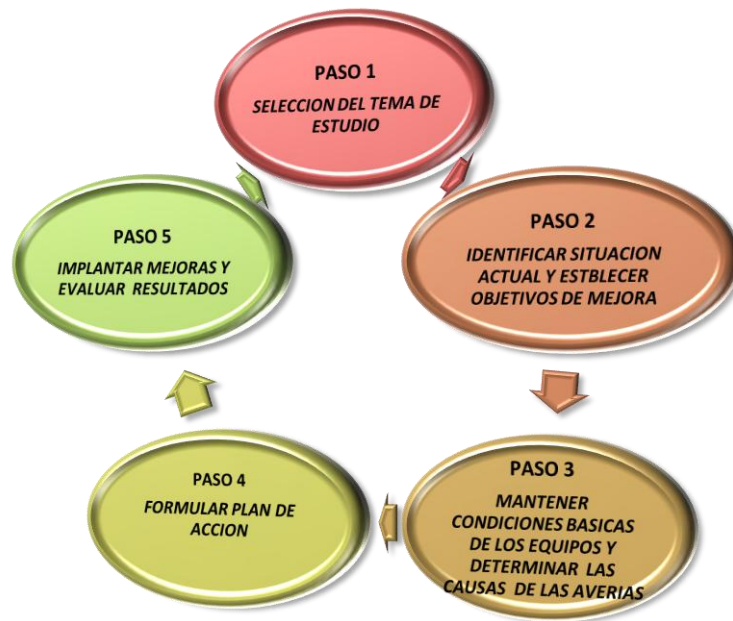 PASO 1
SELECCION DEL TEMA DE
ESTUDIO
PASO 2
IDENTIFICAR SITUACION
ACTUAL Y ESTBLECER
OBJETIVOS DE MEJORA
PASO 3
MANTENER
CONDICIONES BASICAS
DE LOS EQUIPOS Y
DETERMINAR LAS
CAUSAS DE LAS AVERIAS
PASO 4
FORMULAR PLAN DE
ACCION
PASO 5
IMPLANTAR MEJORAS Y
EVALUAR RESULTADOS